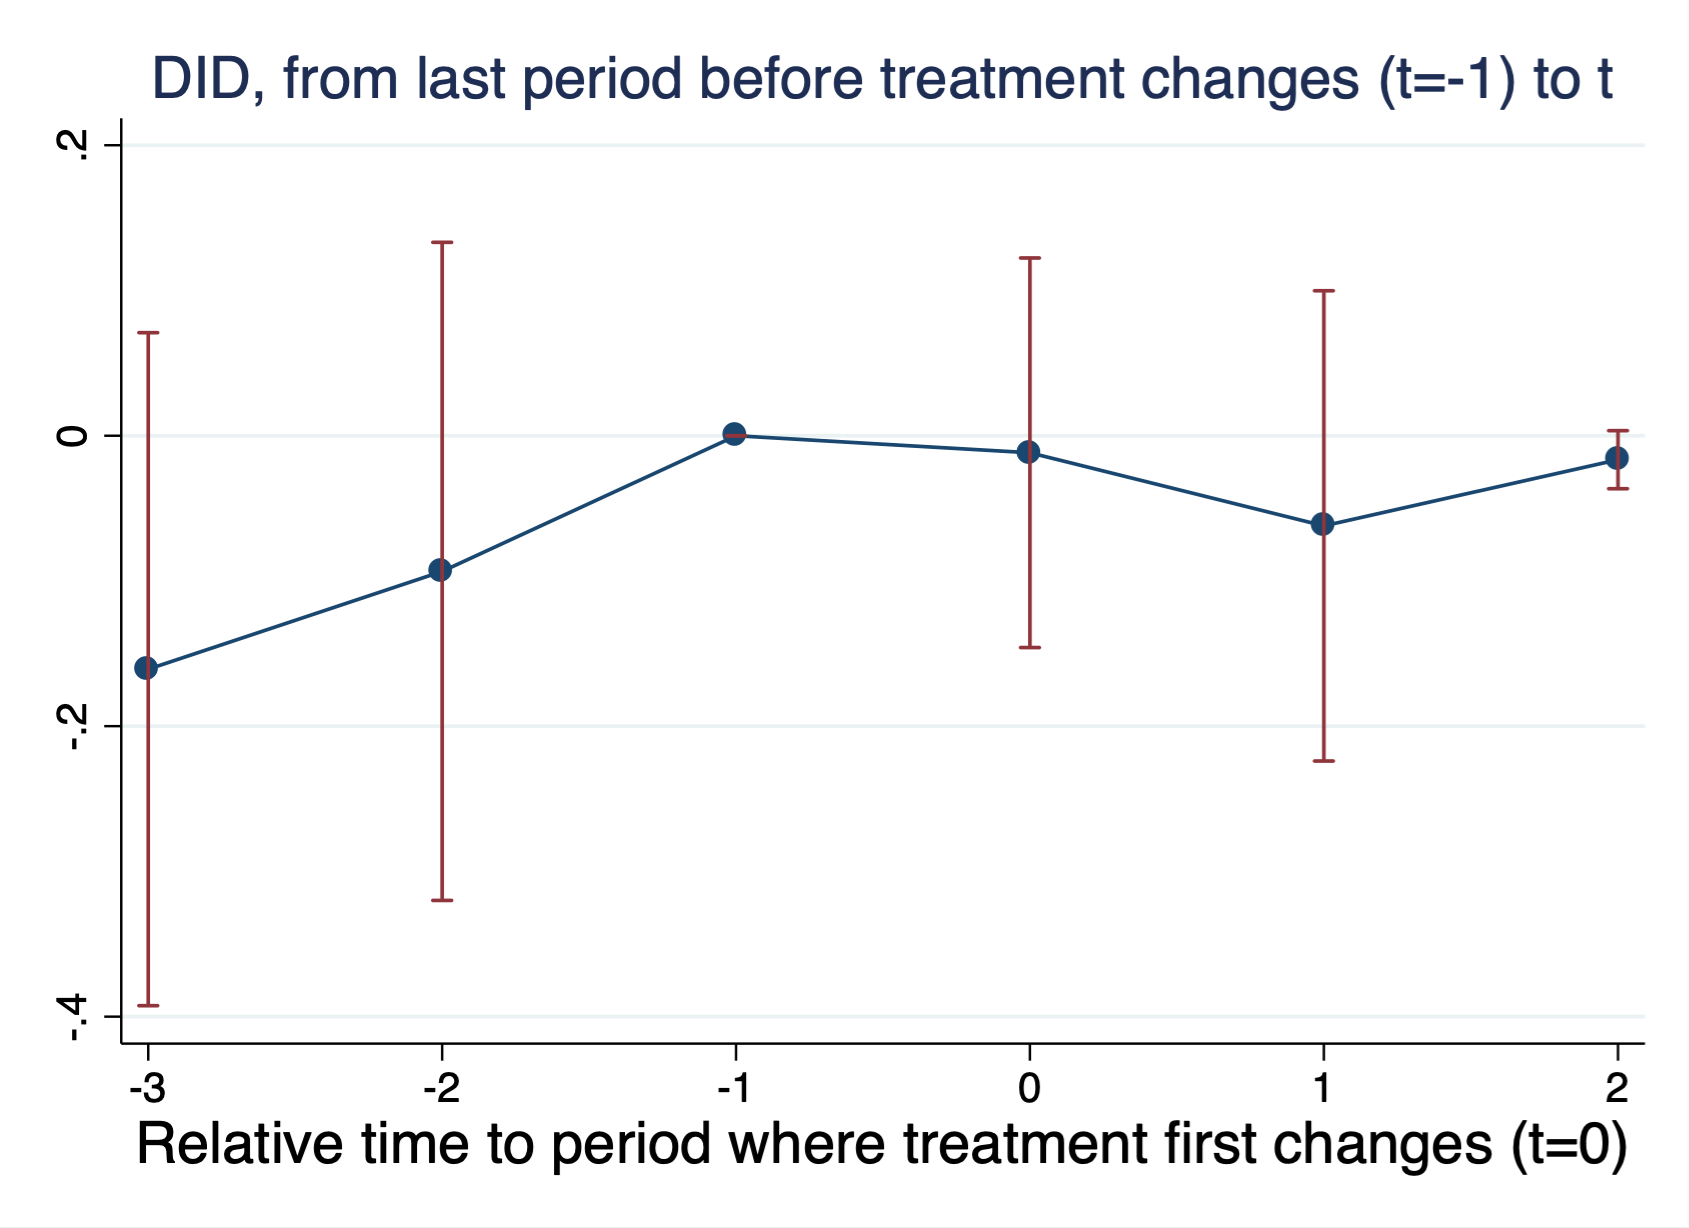 DID, from last period before treatment changes (t=-1) to t
.2
0
-.2
-.4
-3 -2 -1 0 1 2
Relative time to period where treatment first changes (t=0)